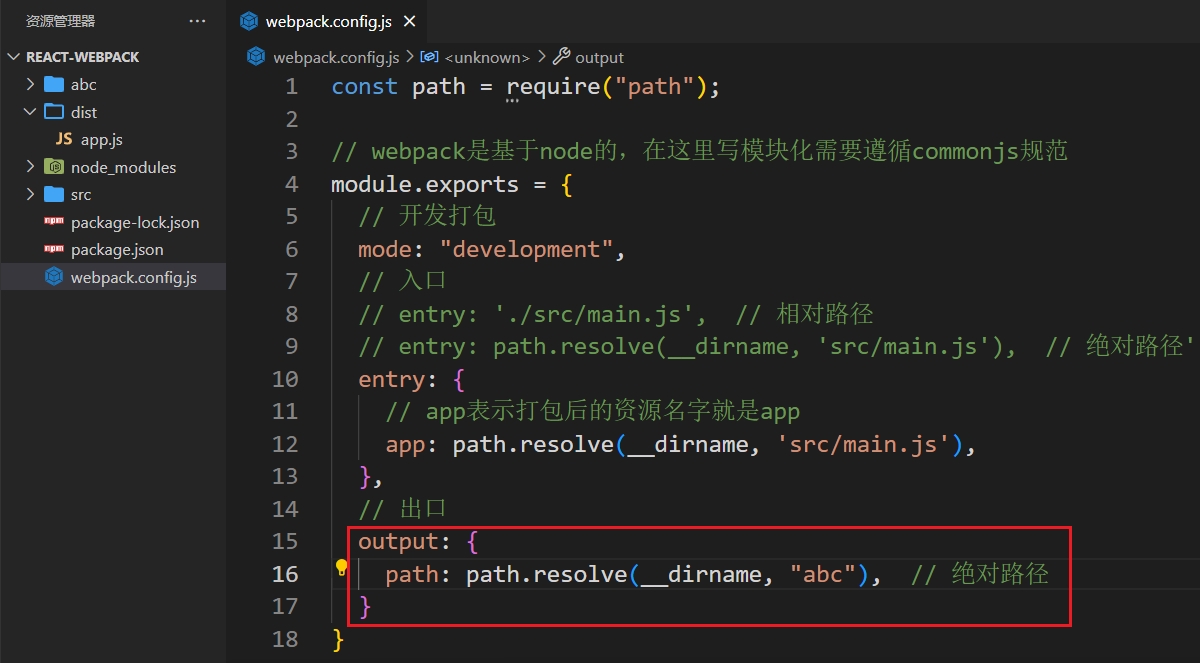 资源管理器 ...
REACT-WEBPACK
abc
dist
JS app.js
node_modules
src
npm package-lock.json
npm package.json
webpack.config.js
webpack.config.js ×
webpack.config.js > <unknown> > output
1 const path = require("path");
2
3 // webpack是基于node的，在这里写模块化需要遵循commonjs规范
4 module.exports = {
5 // 开发打包
6 mode: "development",
7 // 入口
8 // entry: './src/main.js',  // 相对路径
9 // entry: path.resolve(__dirname, 'src/main.js'),  // 绝对路径'
10 entry: {
11 // app表示打包后的资源名字就是app
12 app: path.resolve(__dirname, 'src/main.js'),
13 },
14 // 出口
15 output: {
16 path: path.resolve(__dirname, "abc"),  // 绝对路径
17 }
18 }